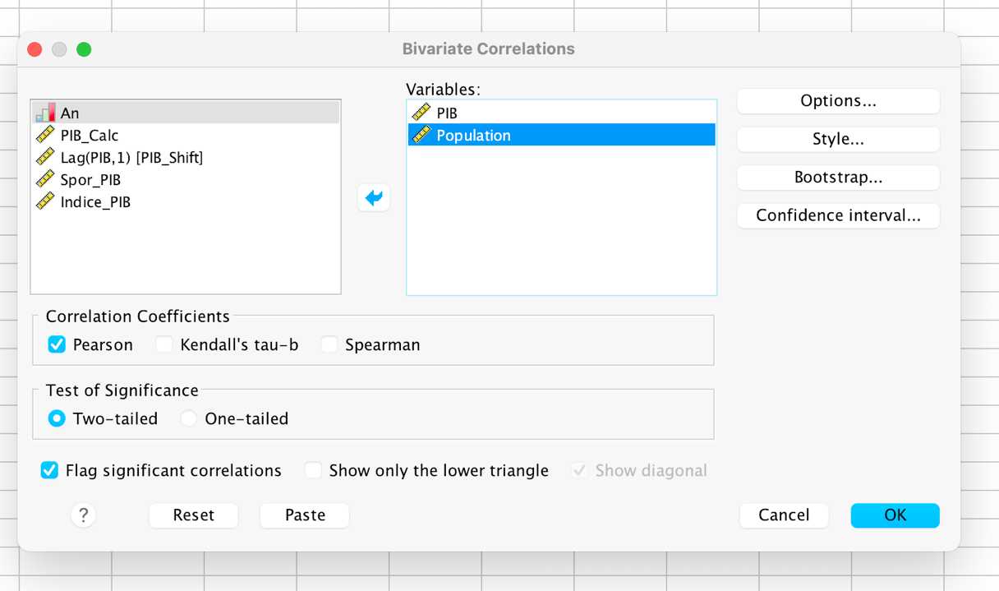 Bivariate Correlations
Variables:
An
PIB_Calc
Lag(PIB,1) [PIB_Shift]
Spor_PIB
Indice_PIB
PIB
Population
Options...
Style...
Bootstrap...
Confidence interval...
Correlation Coefficients
Pearson Kendall's tau-b Spearman
Test of Significance
Two-tailed One-tailed
Flag significant correlations Show only the lower triangle Show diagonal
? Reset Paste Cancel OK